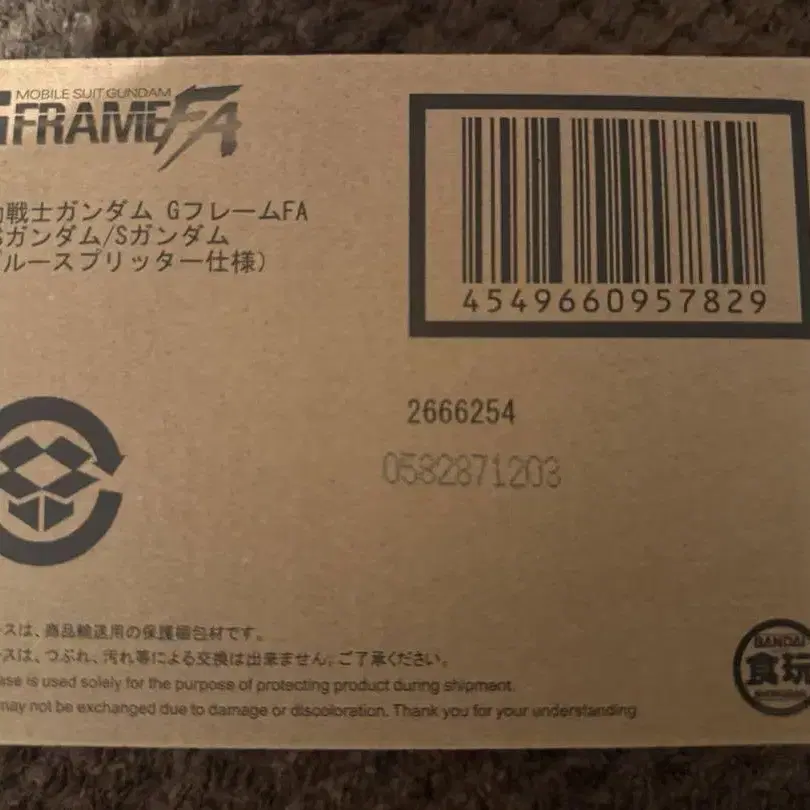 MOBILE SUIT GUNDAM
GFRAMEFA
動戦士ガンダム GフレームFA
Sガンダム/Sガンダム
ルースプリッター仕様)
4549660957829
2666254
0582871203
ースは、商品輸送用の保護梱包材です。
ースは、つぶれ、汚れ等による交換は出来ません。ご了承ください。
ase is used solely for the purpose of protecting product during shipment.
may not be exchanged due to damage or discoloration. Thank you for your understanding
BANDAI
食玩